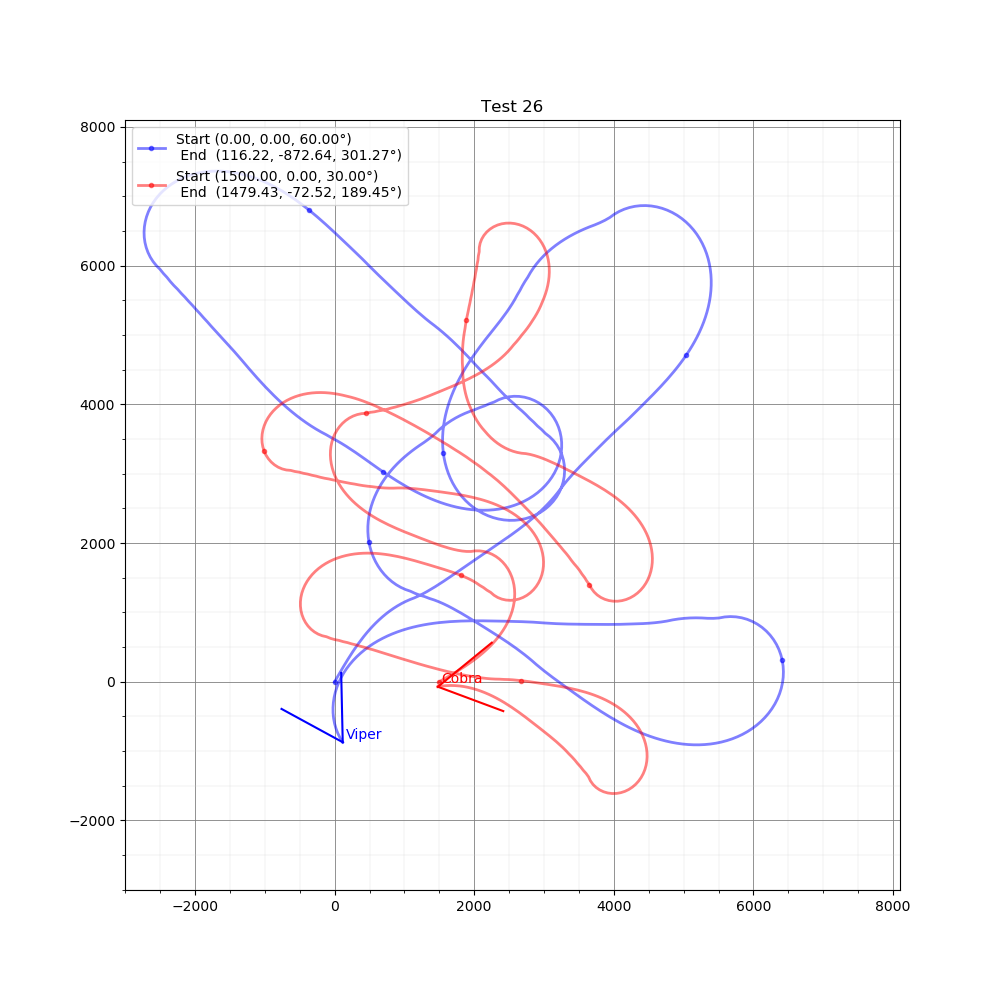 Test 26
8000
6000
4000
2000
0
−2000
Start (0.00, 0.00, 60.00°)
End (116.22, -872.64, 301.27°)
Start (1500.00, 0.00, 30.00°)
End (1479.43, -72.52, 189.45°)
Cobra
Viper
−2000 0 2000 4000 6000 8000